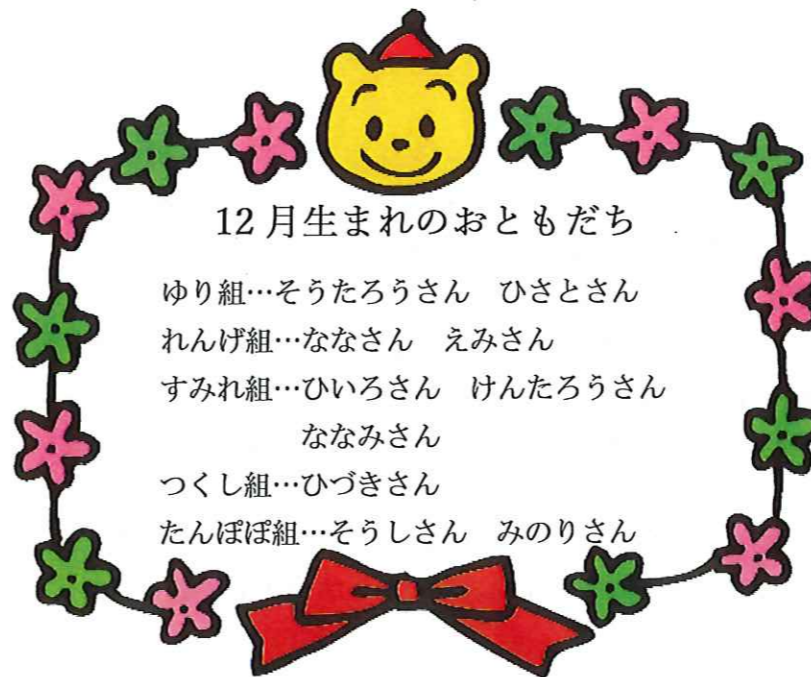 12月生まれのおともだち
ゆり組…そうたろうさん　ひさとさん
れんげ組…ななさん　えみさん
すみれ組…ひいろさん　けんたろうさん
ななみさん
つくし組…ひづきさん
たんぽぽ組…そうしさん　みのりさん